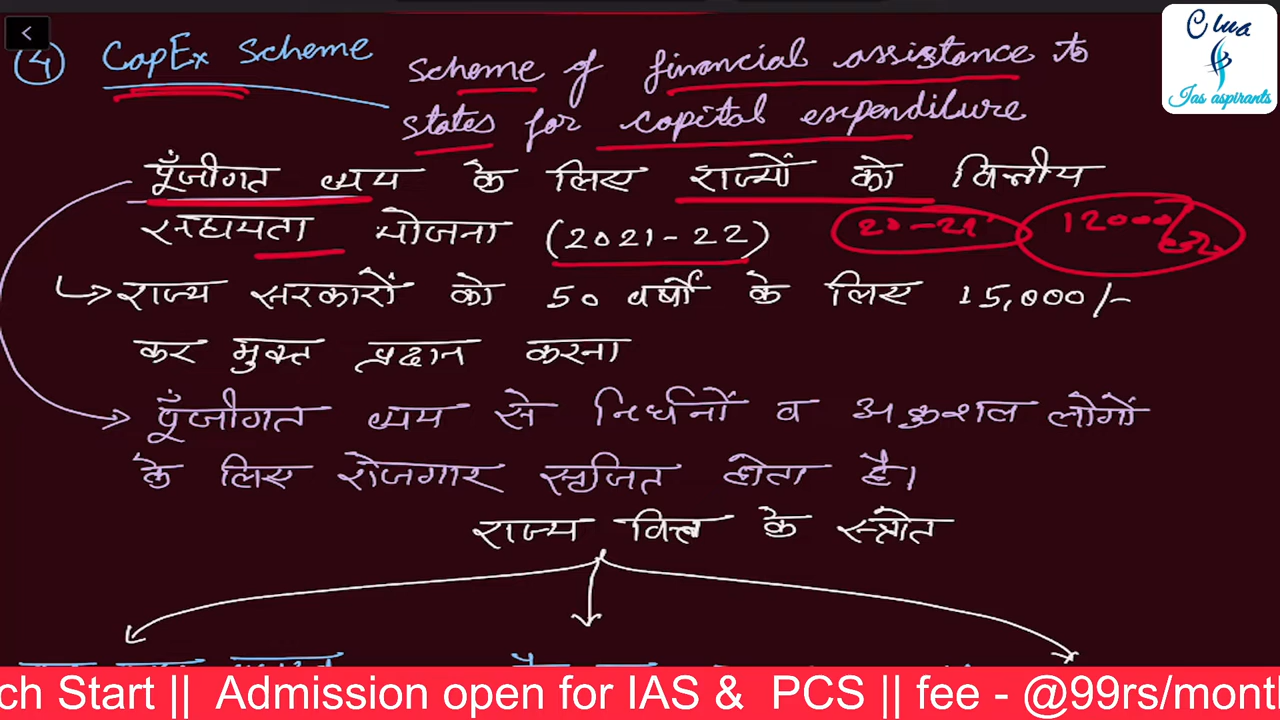 ④ CapEx Scheme
Scheme of financial assistance to
states for capital expenditure
पूँजीगत व्यय के लिए राज्यों को वित्तीय
सहायता योजना (2021-22) 20-21 12000/
→ राज्य सरकारों को 50 वर्षों के लिए 15,000/-
कर मुक्त प्रदान करना
पूँजीगत व्यय से निर्धनों व अकुशल लोगों
के लिए रोजगार सृजित होता है।
राज्य वित्त के स्त्रोत
ch Start || Admission open for IAS & PCS || fee - @99rs/mont
Clua
Ias aspirants